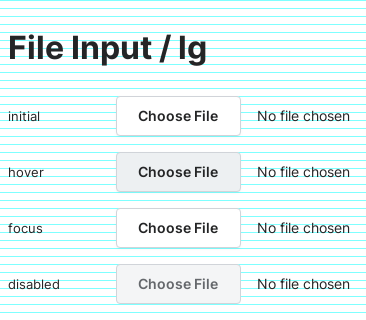 File Input / lg
initial Choose File No file chosen
hover Choose File No file chosen
focus Choose File No file chosen
disabled Choose File No file chosen